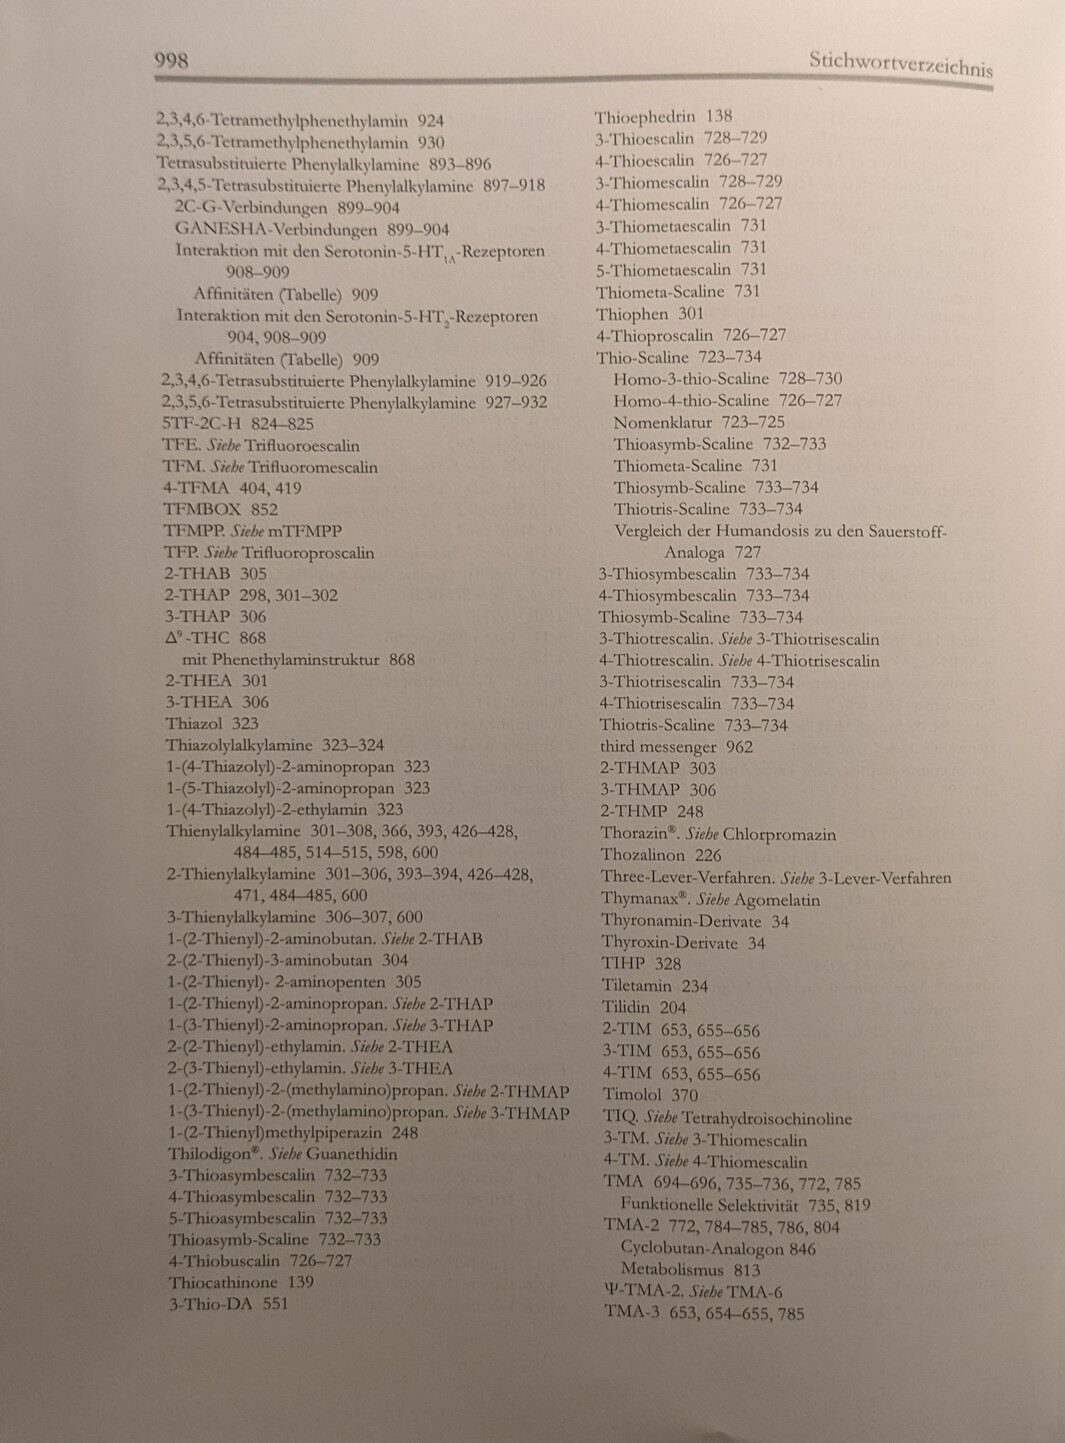 998
Stichwortverzeichnis
2,3,4,6-Tetramethylphenethylamin 924
2,3,5,6-Tetramethylphenethylamin 930
Tetrasubstituierte Phenylalkylamine 893–896
2,3,4,5-Tetrasubstituierte Phenylalkylamine 897–918
2C-G-Verbindungen 899–904
GANESHA-Verbindungen 899–904
Interaktion mit den Serotonin-5-HT1A-Rezeptoren
908–909
Affinitäten (Tabelle) 909
Interaktion mit den Serotonin-5-HT2-Rezeptoren
904, 908–909
Affinitäten (Tabelle) 909
2,3,4,6-Tetrasubstituierte Phenylalkylamine 919–926
2,3,5,6-Tetrasubstituierte Phenylalkylamine 927–932
5TF-2C-H 824–825
TFE. Siehe Trifluoroescalin
TFM. Siehe Trifluoromescalin
4-TFMA 404, 419
TFMBOX 852
TFMPP. Siehe mTFMPP
TFP. Siehe Trifluoroproscalin
2-THAB 305
2-THAP 298, 301–302
3-THAP 306
Δ⁹-THC 868
mit Phenethylaminstruktur 868
2-THEA 301
3-THEA 306
Thiazol 323
Thiazolylalkylamine 323–324
1-(4-Thiazolyl)-2-aminopropan 323
1-(5-Thiazolyl)-2-aminopropan 323
1-(4-Thiazolyl)-2-ethylamin 323
Thienylalkylamine 301–308, 366, 393, 426–428,
484–485, 514–515, 598, 600
2-Thienylalkylamine 301–306, 393–394, 426–428,
471, 484–485, 600
3-Thienylalkylamine 306–307, 600
1-(2-Thienyl)-2-aminobutan. Siehe 2-THAB
2-(2-Thienyl)-3-aminobutan 304
1-(2-Thienyl)- 2-aminopenten 305
1-(2-Thienyl)-2-aminopropan. Siehe 2-THAP
1-(3-Thienyl)-2-aminopropan. Siehe 3-THAP
2-(2-Thienyl)-ethylamin. Siehe 2-THEA
2-(3-Thienyl)-ethylamin. Siehe 3-THEA
1-(2-Thienyl)-2-(methylamino)propan. Siehe 2-THMAP
1-(3-Thienyl)-2-(methylamino)propan. Siehe 3-THMAP
1-(2-Thienyl)methylpiperazin 248
Thilodigon®. Siehe Guanethidin
3-Thioasymbescalin 732–733
4-Thioasymbescalin 732–733
5-Thioasymbescalin 732–733
Thioasymb-Scaline 732–733
4-Thiobuscalin 726–727
Thiocathinone 139
3-Thio-DA 551
Thioephedrin 138
3-Thioescalin 728–729
4-Thioescalin 726–727
3-Thiomescalin 728–729
4-Thiomescalin 726–727
3-Thiometaescalin 731
4-Thiometaescalin 731
5-Thiometaescalin 731
Thiometa-Scaline 731
Thiophen 301
4-Thioproscalin 726–727
Thio-Scaline 723–734
Homo-3-thio-Scaline 728–730
Homo-4-thio-Scaline 726–727
Nomenklatur 723–725
Thioasymb-Scaline 732–733
Thiometa-Scaline 731
Thiosymb-Scaline 733–734
Thiotris-Scaline 733–734
Vergleich der Humandosis zu den Sauerstoff-
Analoga 727
3-Thiosymbescalin 733–734
4-Thiosymbescalin 733–734
Thiosymb-Scaline 733–734
3-Thiotrescalin. Siehe 3-Thiotrisescalin
4-Thiotrescalin. Siehe 4-Thiotrisescalin
3-Thiotrisescalin 733–734
4-Thiotrisescalin 733–734
Thiotris-Scaline 733–734
third messenger 962
2-THMAP 303
3-THMAP 306
2-THMP 248
Thorazin®. Siehe Chlorpromazin
Thozalinon 226
Three-Lever-Verfahren. Siehe 3-Lever-Verfahren
Thymanax®. Siehe Agomelatin
Thyronamin-Derivate 34
Thyroxin-Derivate 34
TIHP 328
Tiletamin 234
Tilidin 204
2-TIM 653, 655–656
3-TIM 653, 655–656
4-TIM 653, 655–656
Timolol 370
TIQ. Siehe Tetrahydroisochinoline
3-TM. Siehe 3-Thiomescalin
4-TM. Siehe 4-Thiomescalin
TMA 694–696, 735–736, 772, 785
Funktionelle Selektivität 735, 819
TMA-2 772, 784–785, 786, 804
Cyclobutan-Analogon 846
Metabolismus 813
Ψ-TMA-2. Siehe TMA-6
TMA-3 653, 654–655, 785